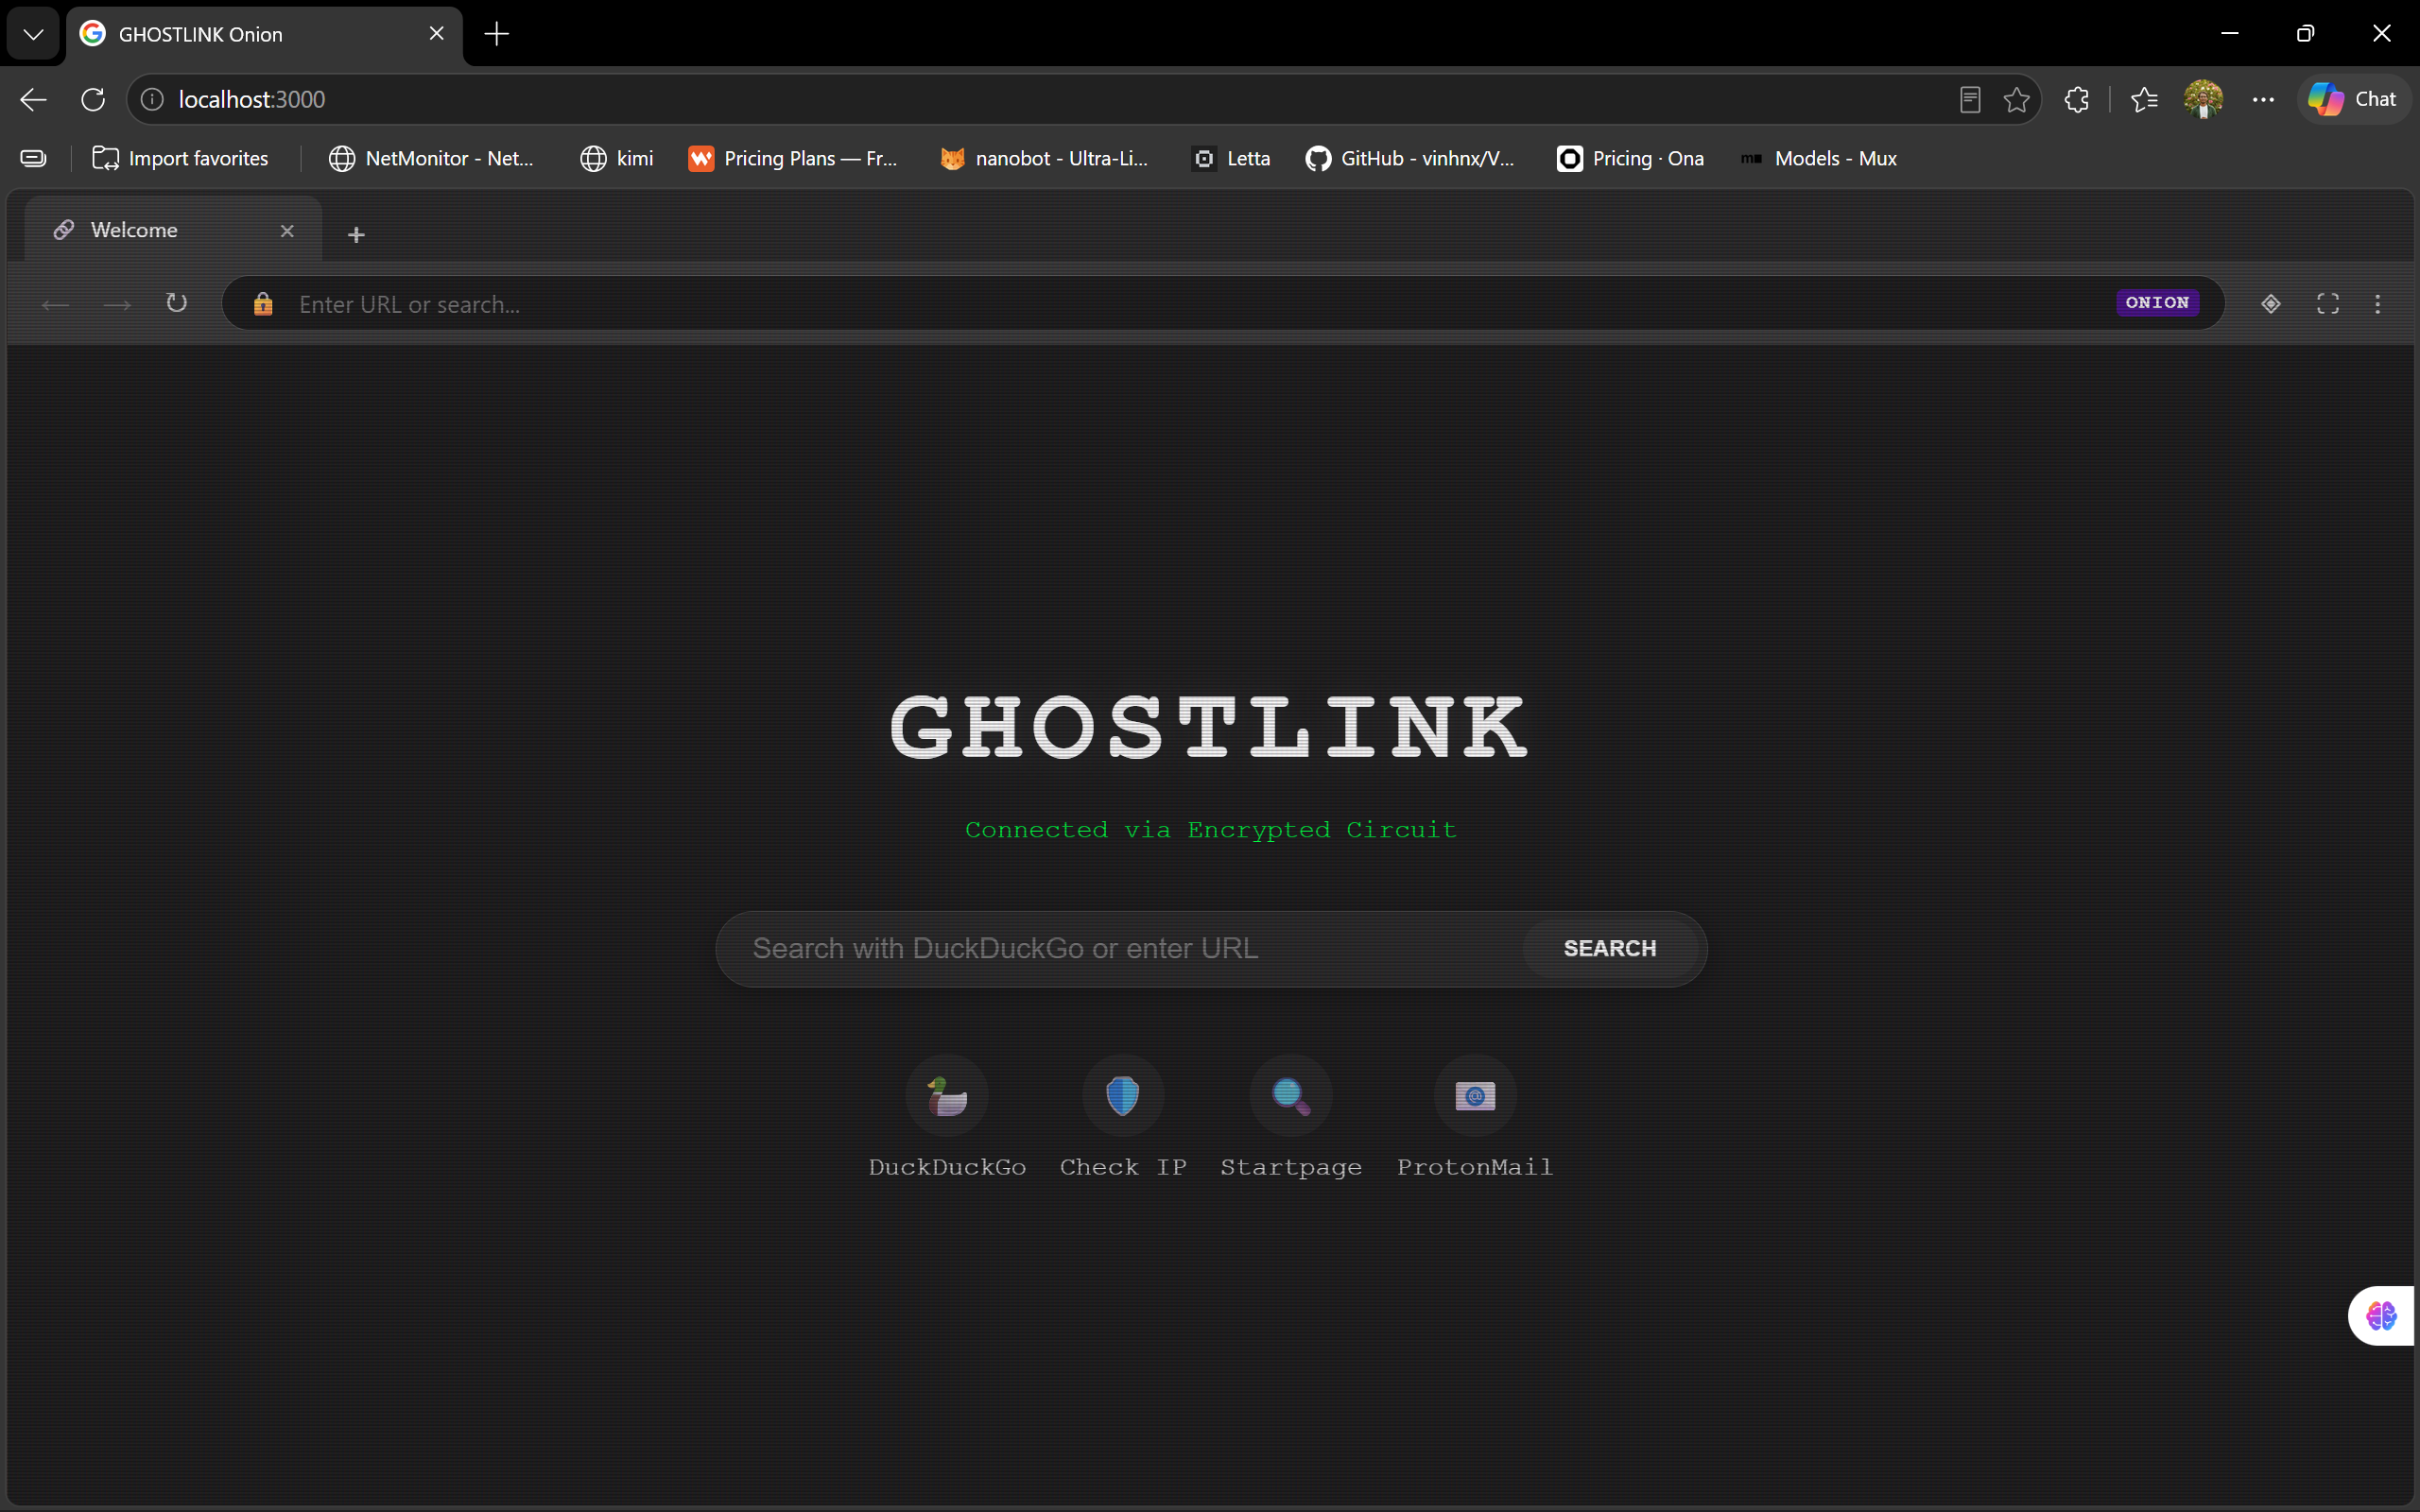 GHOSTLINK Onion
localhost:3000
Chat
Import favorites
NetMonitor - Net...
kimi
Pricing Plans — Fr...
nanobot - Ultra-Li...
Letta
GitHub - vinhnx/V...
Pricing · Ona
Models - Mux
Welcome
Enter URL or search...
ONION
GHOSTLINK
Connected via Encrypted Circuit
Search with DuckDuckGo or enter URL
SEARCH
DuckDuckGo
Check IP
Startpage
ProtonMail